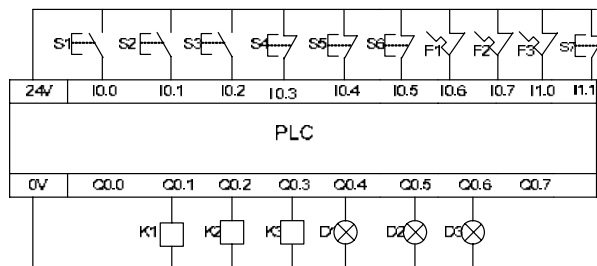 S1 S2 S3 S4 S5 S6 F1 F2 F3 S7
24V I0.0 I0.1 I0.2 I0.3 I0.4 I0.5 I0.6 I0.7 I1.0 I1.1
PLC
0V Q0.0 Q0.1 Q0.2 Q0.3 Q0.4 Q0.5 Q0.6 Q0.7
K1 K2 K3 D1 D2 D3